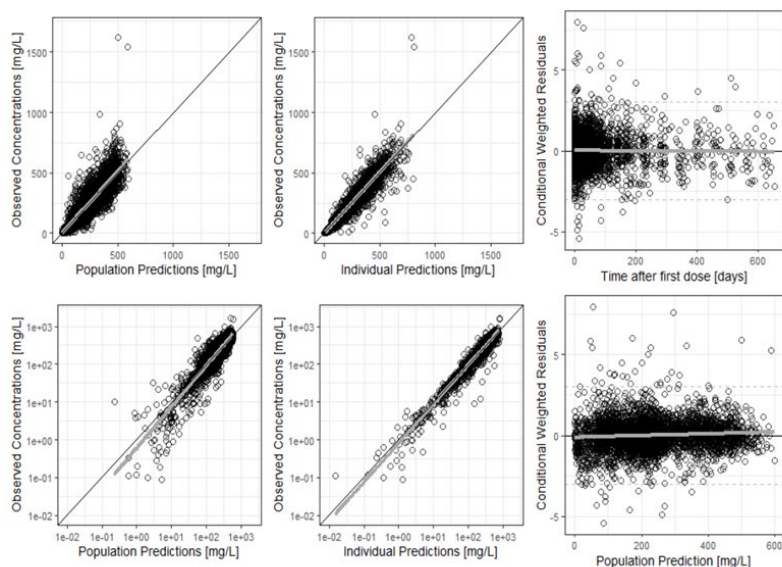 Observed Concentrations [mg/L]
1500
1000
500
0
0 500 1000 1500
Population Predictions [mg/L]
Observed Concentrations [mg/L]
1500
1000
500
0
0 500 1000 1500
Individual Predictions [mg/L]
Conditional Weighted Residuals
5
0
-5
0 200 400 600
Time after first dose [days]
Observed Concentrations [mg/L]
1e+03
1e+02
1e+01
1e+00
1e-01
1e-02
1e-02 1e-01 1e+00 1e+01 1e+02 1e+03
Population Predictions [mg/L]
Observed Concentrations [mg/L]
1e+03
1e+02
1e+01
1e+00
1e-01
1e-02
1e-02 1e-01 1e+00 1e+01 1e+02 1e+03
Individual Predictions [mg/L]
Conditional Weighted Residuals
5
0
-5
0 200 400 600
Population Prediction [mg/L]